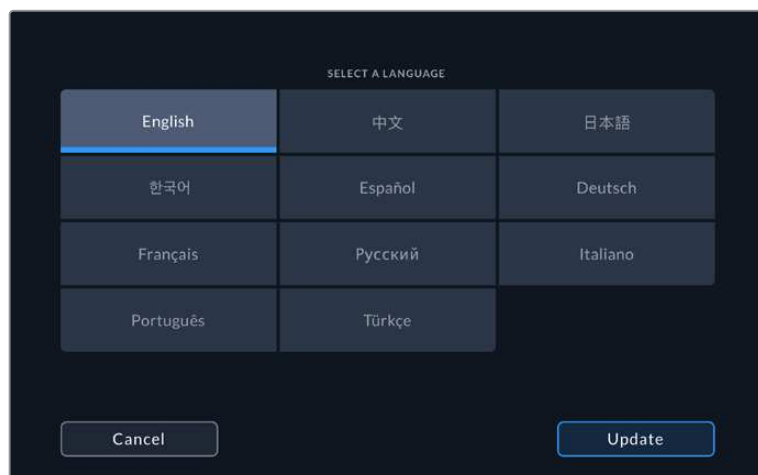 SELECT A LANGUAGE
English 中文 日本語
한국어 Español Deutsch
Français Русский Italiano
Português Türkçe
Cancel Update